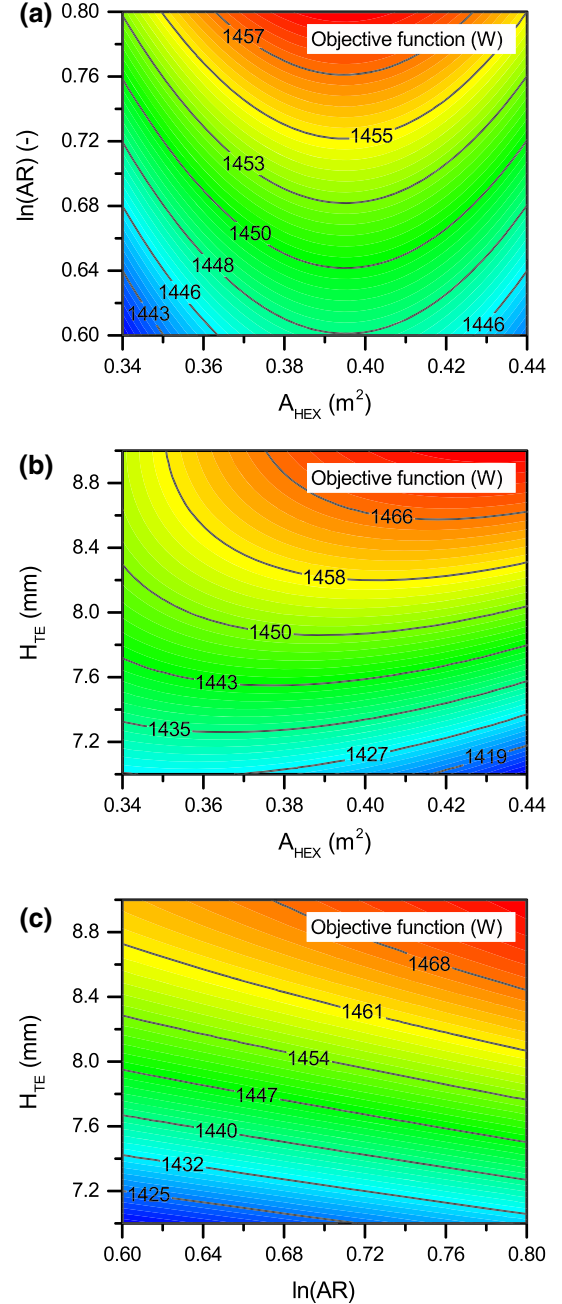 (a)
0.80
0.76
0.72
0.68
0.64
0.60
ln(AR) (-)
Objective function (W)
1457
1455
1453
1450
1448
1446
1443
1446
0.34 0.36 0.38 0.40 0.42 0.44
A_HEX (m²)
(b)
8.8
8.4
8.0
7.6
7.2
H_TE (mm)
Objective function (W)
1466
1458
1450
1443
1435
1427
1419
0.34 0.36 0.38 0.40 0.42 0.44
A_HEX (m²)
(c)
8.8
8.4
8.0
7.6
7.2
H_TE (mm)
Objective function (W)
1468
1461
1454
1447
1440
1432
1425
0.60 0.64 0.68 0.72 0.76 0.80
ln(AR)